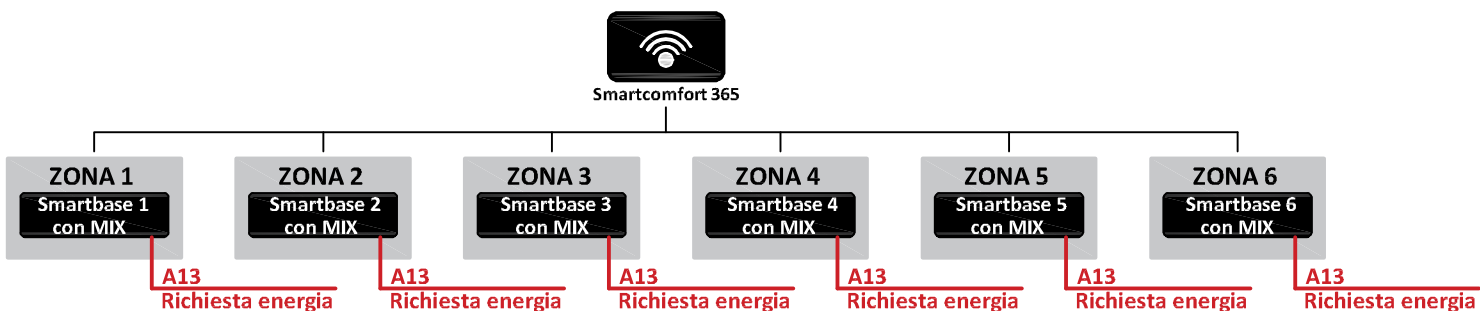 Smartcomfort 365
ZONA 1
Smartbase 1
con MIX
A13
Richiesta energia
ZONA 2
Smartbase 2
con MIX
A13
Richiesta energia
ZONA 3
Smartbase 3
con MIX
A13
Richiesta energia
ZONA 4
Smartbase 4
con MIX
A13
Richiesta energia
ZONA 5
Smartbase 5
con MIX
A13
Richiesta energia
ZONA 6
Smartbase 6
con MIX
A13
Richiesta energia